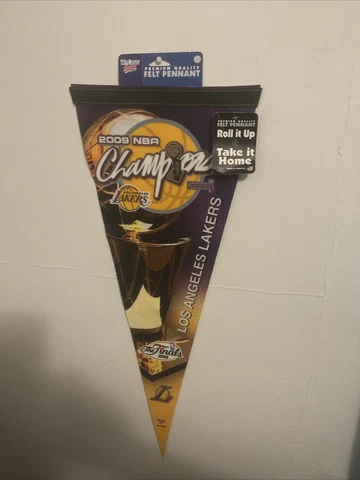 PREMIUM QUALITY
FELT PENNANT
PREMIUM QUALITY
FELT PENNANT
Roll it Up
Take it
Home
2009 NBA
Champions
LAKERS
LOS ANGELES LAKERS
The Finals
2009
L